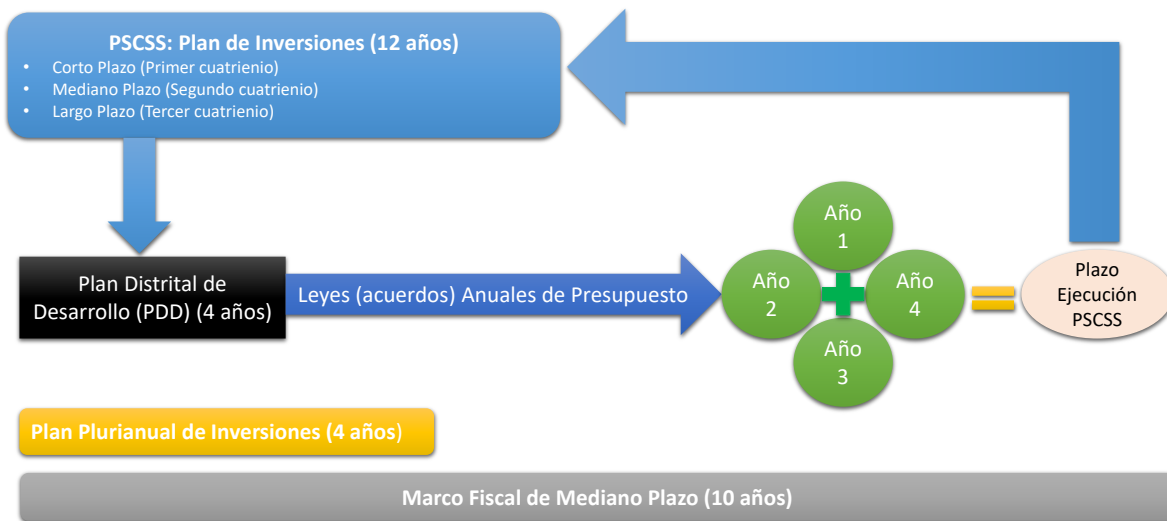 PSCSS: Plan de Inversiones (12 años)
• Corto Plazo (Primer cuatrienio)
• Mediano Plazo (Segundo cuatrienio)
• Largo Plazo (Tercer cuatrienio)
Plan Distrital de
Desarrollo (PDD) (4 años)
Leyes (acuerdos) Anuales de Presupuesto
Año
1
Año
2
Año
4
Año
3
Plazo
Ejecución
PSCSS
Plan Plurianual de Inversiones (4 años)
Marco Fiscal de Mediano Plazo (10 años)